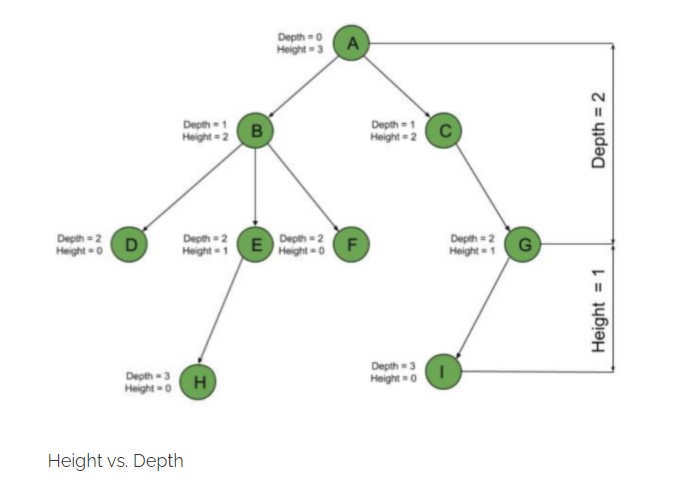 Depth = 0
Height = 3
A
Depth = 1
Height = 2
B
Depth = 1
Height = 2
C
Depth = 2
Depth = 2
Height = 0
D
Depth = 2
Height = 1
E
Depth = 2
Height = 0
F
Depth = 2
Height = 1
G
Height = 1
Depth = 3
Height = 0
H
Depth = 3
Height = 0
I
Height vs. Depth